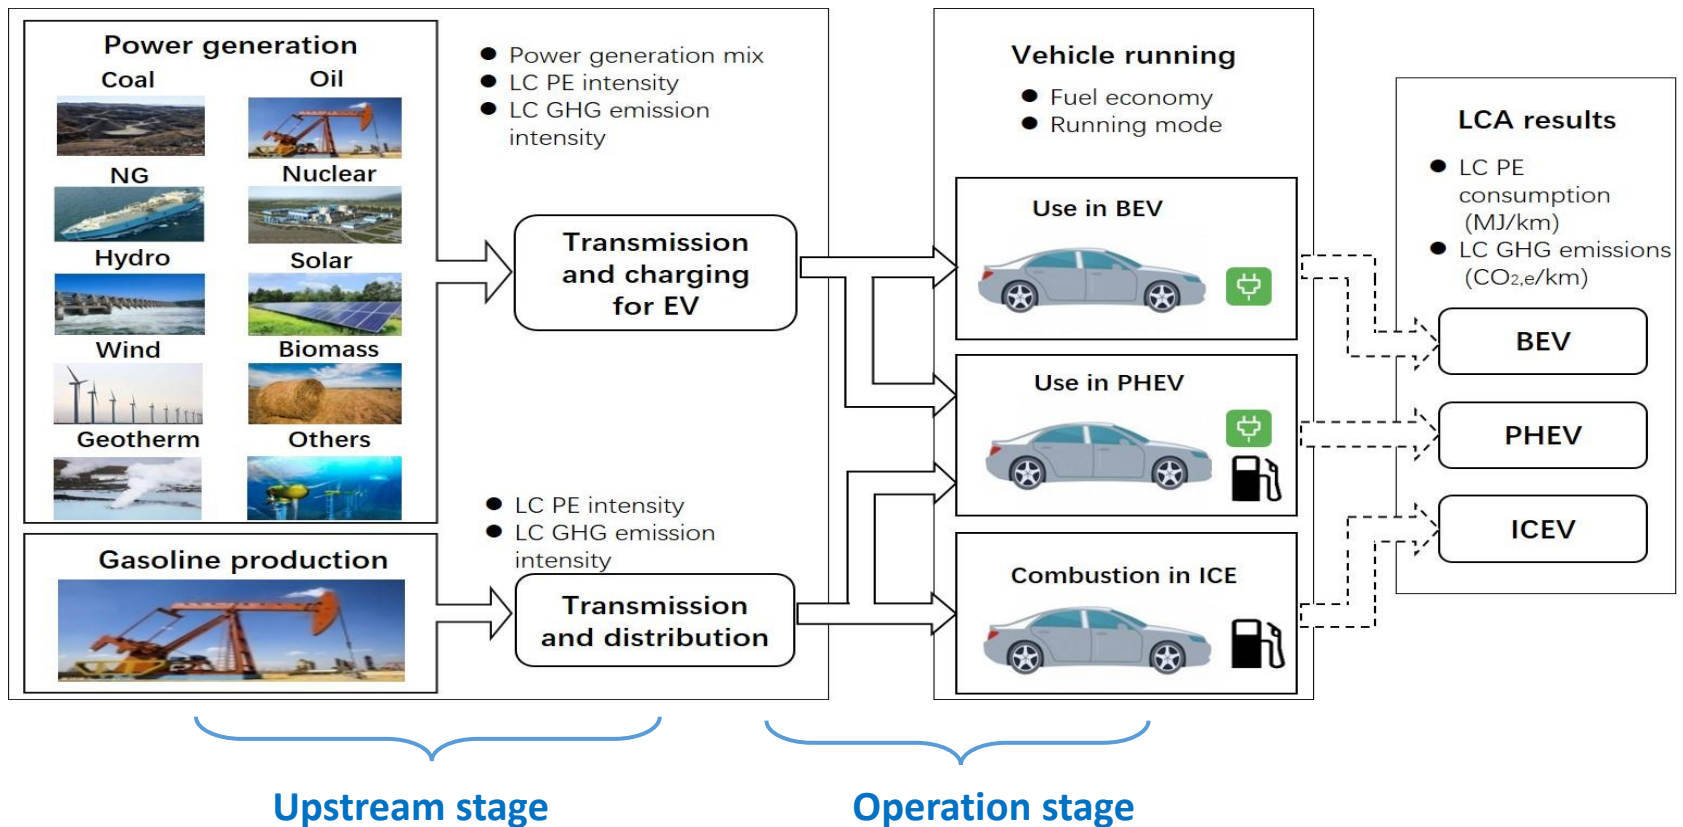 Power generation
Coal
Oil
NG
Nuclear
Hydro
Solar
Wind
Biomass
Geotherm
Others
Gasoline production
● Power generation mix
● LC PE intensity
● LC GHG emission
intensity
Transmission
and charging
for EV
● LC PE intensity
● LC GHG emission
intensity
Transmission
and distribution
Vehicle running
● Fuel economy
● Running mode
Use in BEV
Use in PHEV
Combustion in ICE
LCA results
● LC PE
consumption
(MJ/km)
● LC GHG emissions
(CO₂,e/km)
BEV
PHEV
ICEV
Upstream stage
Operation stage